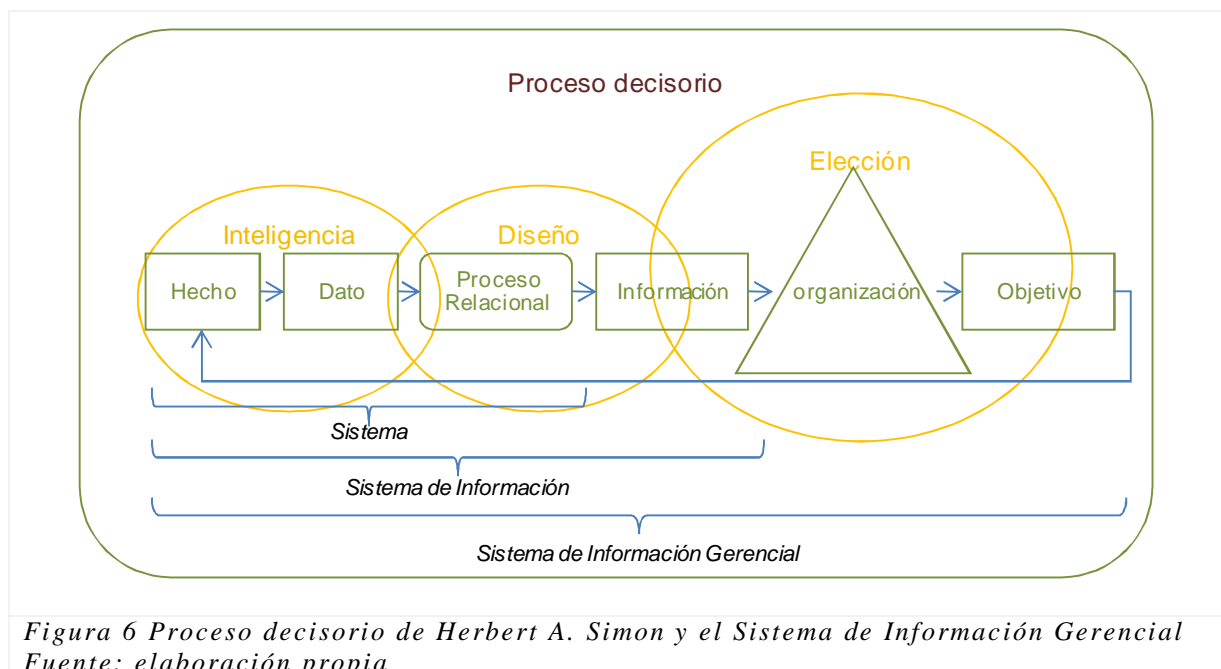 Proceso decisorio
Elección
Inteligencia
Diseño
Hecho
Dato
Proceso
Relacional
Información
organización
Objetivo
Sistema
Sistema de Información
Sistema de Información Gerencial
Figura 6 Proceso decisorio de Herbert A. Simon y el Sistema de Información Gerencial
Fuente: elaboración propia